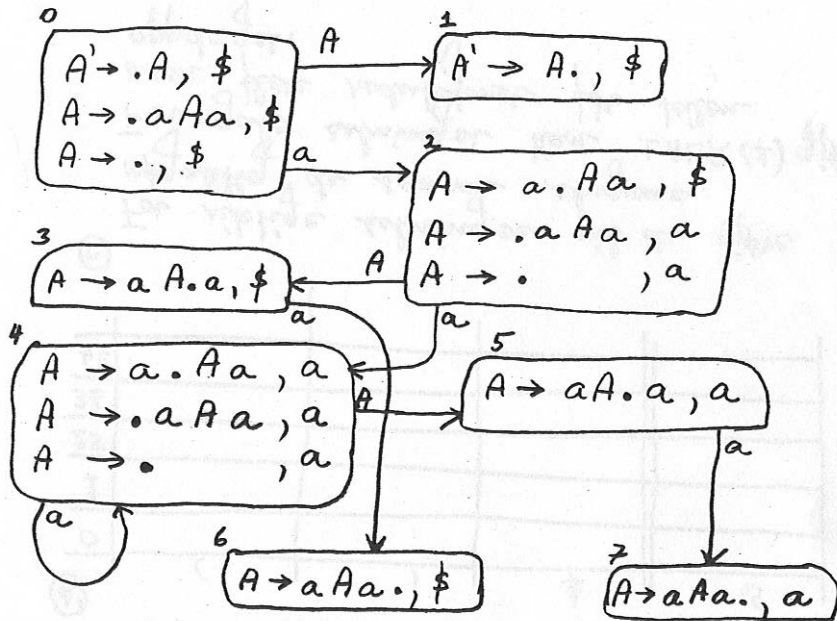 0
A' → .A, $
A → .aAa, $
A → ., $
A
a
1
A' → A., $
2
A → a.Aa, $
A → .aAa, a
A → . , a
A
a
3
A → aA.a, $
a
4
A → a.Aa, a
A → .aAa, a
A → . , a
A
a
5
A → aA.a, a
a
6
A → aAa., $
7
A → aAa., a